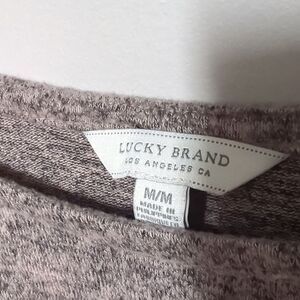 LUCKY BRAND
LOS ANGELES CA
M/M
MADE IN
PHILIPPINES